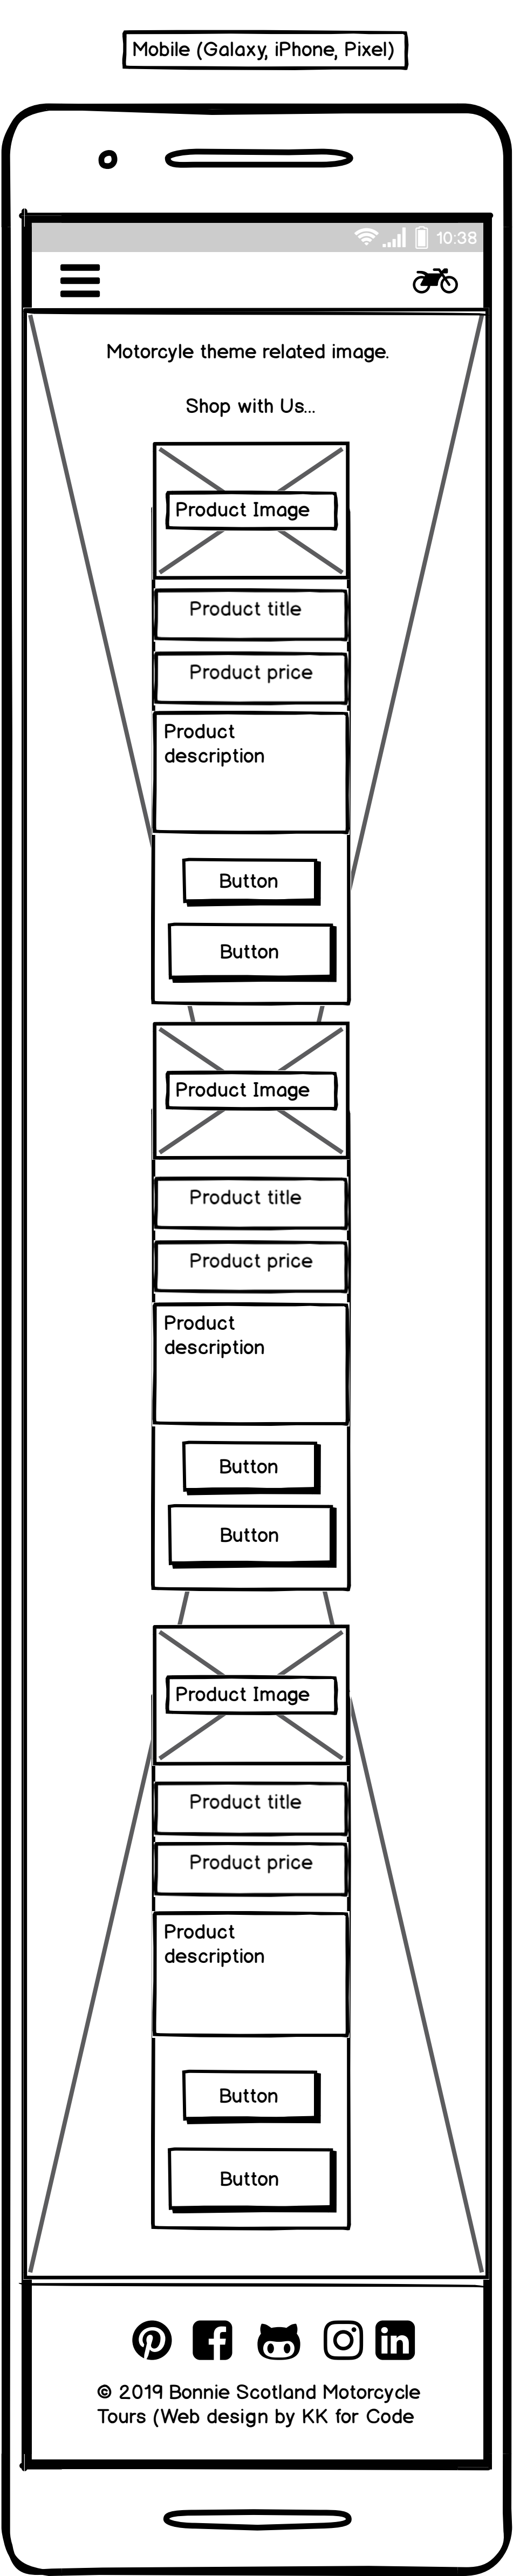 Mobile (Galaxy, iPhone, Pixel)
10:38
Motorcyle theme related image.
Shop with Us...
Product Image
Product title
Product price
Product
description
Button
Button
Product Image
Product title
Product price
Product
description
Button
Button
Product Image
Product title
Product price
Product
description
Button
Button
© 2019 Bonnie Scotland Motorcycle
Tours (Web design by KK for Code